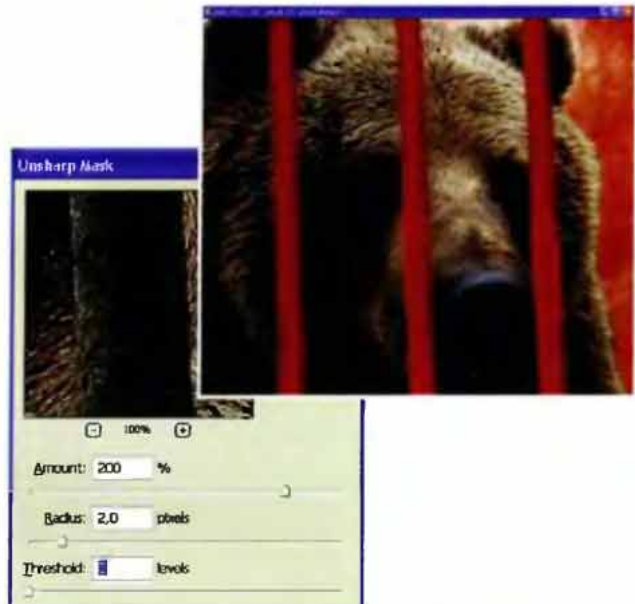 Unsharp Mask
100%
Amount: 200 %
Radius: 2,0 pixels
Threshold: levels